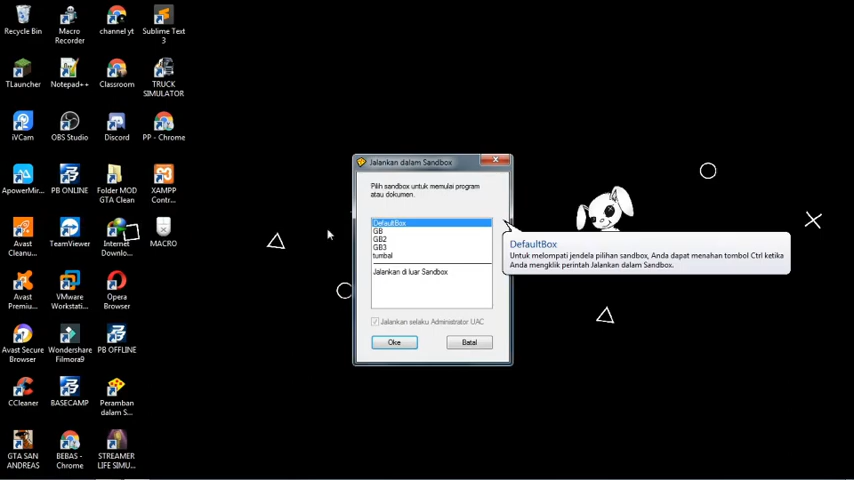 Recycle Bin
Macro
Recorder
channel yt
Sublime Text
3
TLauncher
Notepad++
Classroom
TRUCK
SIMULATOR
iVCam
OBS Studio
Discord
PP - Chrome
ApowerMir...
PB ONLINE
Folder MOD
GTA Clean
XAMPP
Contr...
Avast
Cleanu...
TeamViewer
Internet
Downlo...
MACRO
Avast
Premiu...
VMware
Workstati...
Opera
Browser
Avast Secure
Browser
Wondershare
Filmora9
PB OFFLINE
CCleaner
BASECAMP
Peramban
dalam S...
GTA SAN
ANDREAS
BEBAS -
Chrome
STREAMER
LIFE SIMU...
Jalankan dalam Sandbox
Pilih sandbox untuk memulai program
atau dokumen.
DefaultBox
GB
GB2
GB3
tumbal
Jalankan di luar Sandbox
Jalankan selaku Administrator UAC
Oke
Batal
DefaultBox
Untuk melompati jendela pilihan sandbox, Anda dapat menahan tombol Ctrl ketika
Anda mengklik perintah Jalankan dalam Sandbox.